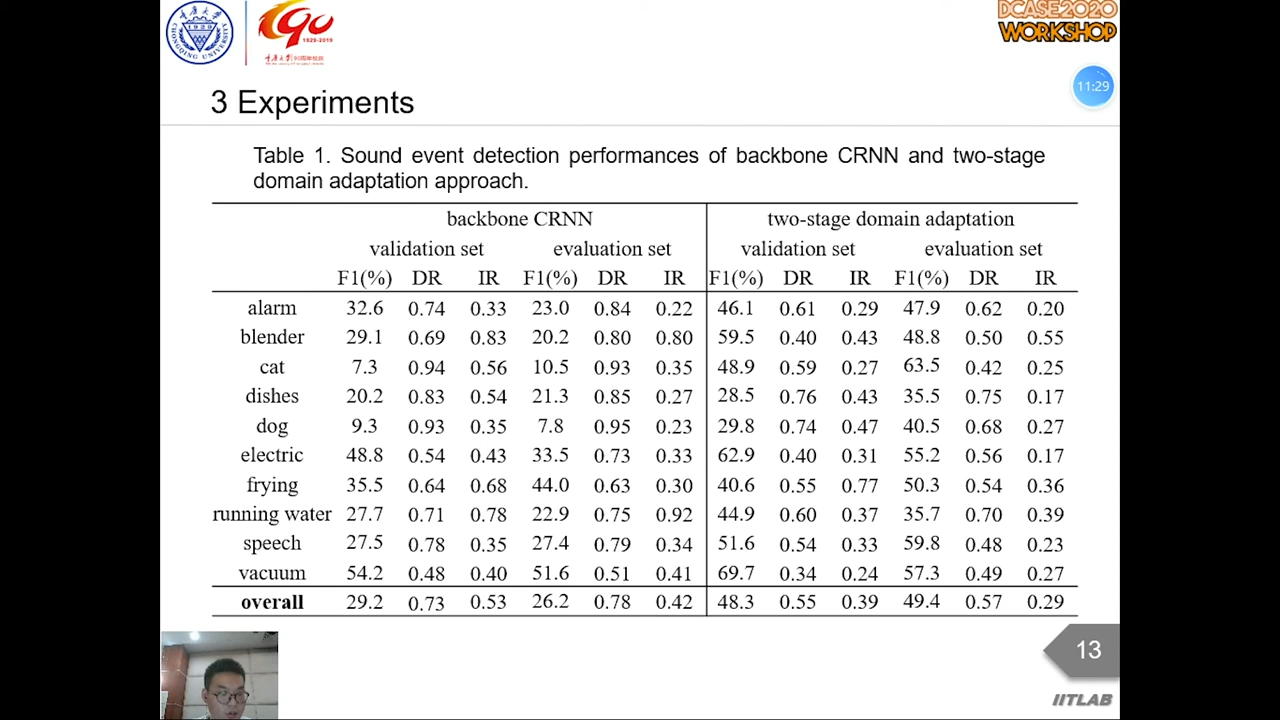 重庆大学
CHONGQING UNIVERSITY
1929
90
1929-2019
DCASE2020
WORKSHOP
11:29
3 Experiments
Table 1. Sound event detection performances of backbone CRNN and two-stage
domain adaptation approach.
backbone CRNN two-stage domain adaptation
validation set evaluation set validation set evaluation set
F1(%) DR IR F1(%) DR IR F1(%) DR IR F1(%) DR IR
alarm 32.6 0.74 0.33 23.0 0.84 0.22 46.1 0.61 0.29 47.9 0.62 0.20
blender 29.1 0.69 0.83 20.2 0.80 0.80 59.5 0.40 0.43 48.8 0.50 0.55
cat 7.3 0.94 0.56 10.5 0.93 0.35 48.9 0.59 0.27 63.5 0.42 0.25
dishes 20.2 0.83 0.54 21.3 0.85 0.27 28.5 0.76 0.43 35.5 0.75 0.17
dog 9.3 0.93 0.35 7.8 0.95 0.23 29.8 0.74 0.47 40.5 0.68 0.27
electric 48.8 0.54 0.43 33.5 0.73 0.33 62.9 0.40 0.31 55.2 0.56 0.17
frying 35.5 0.64 0.68 44.0 0.63 0.30 40.6 0.55 0.77 50.3 0.54 0.36
running water 27.7 0.71 0.78 22.9 0.75 0.92 44.9 0.60 0.37 35.7 0.70 0.39
speech 27.5 0.78 0.35 27.4 0.79 0.34 51.6 0.54 0.33 59.8 0.48 0.23
vacuum 54.2 0.48 0.40 51.6 0.51 0.41 69.7 0.34 0.24 57.3 0.49 0.27
overall 29.2 0.73 0.53 26.2 0.78 0.42 48.3 0.55 0.39 49.4 0.57 0.29
13
IITLAB